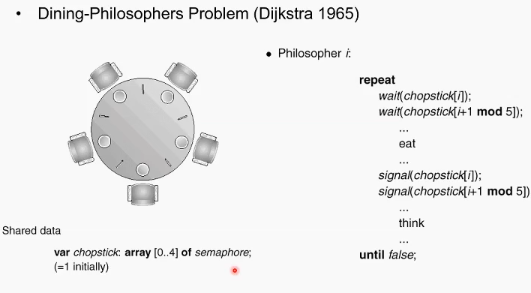 • Dining-Philosophers Problem (Dijkstra 1965)
• Philosopher i:
repeat
wait(chopstick[i]);
wait(chopstick[i+1 mod 5]);
...
eat
...
signal(chopstick[i]);
signal(chopstick[i+1 mod 5])
...
think
...
until false;
Shared data
var chopstick: array [0..4] of semaphore;
(=1 initially)